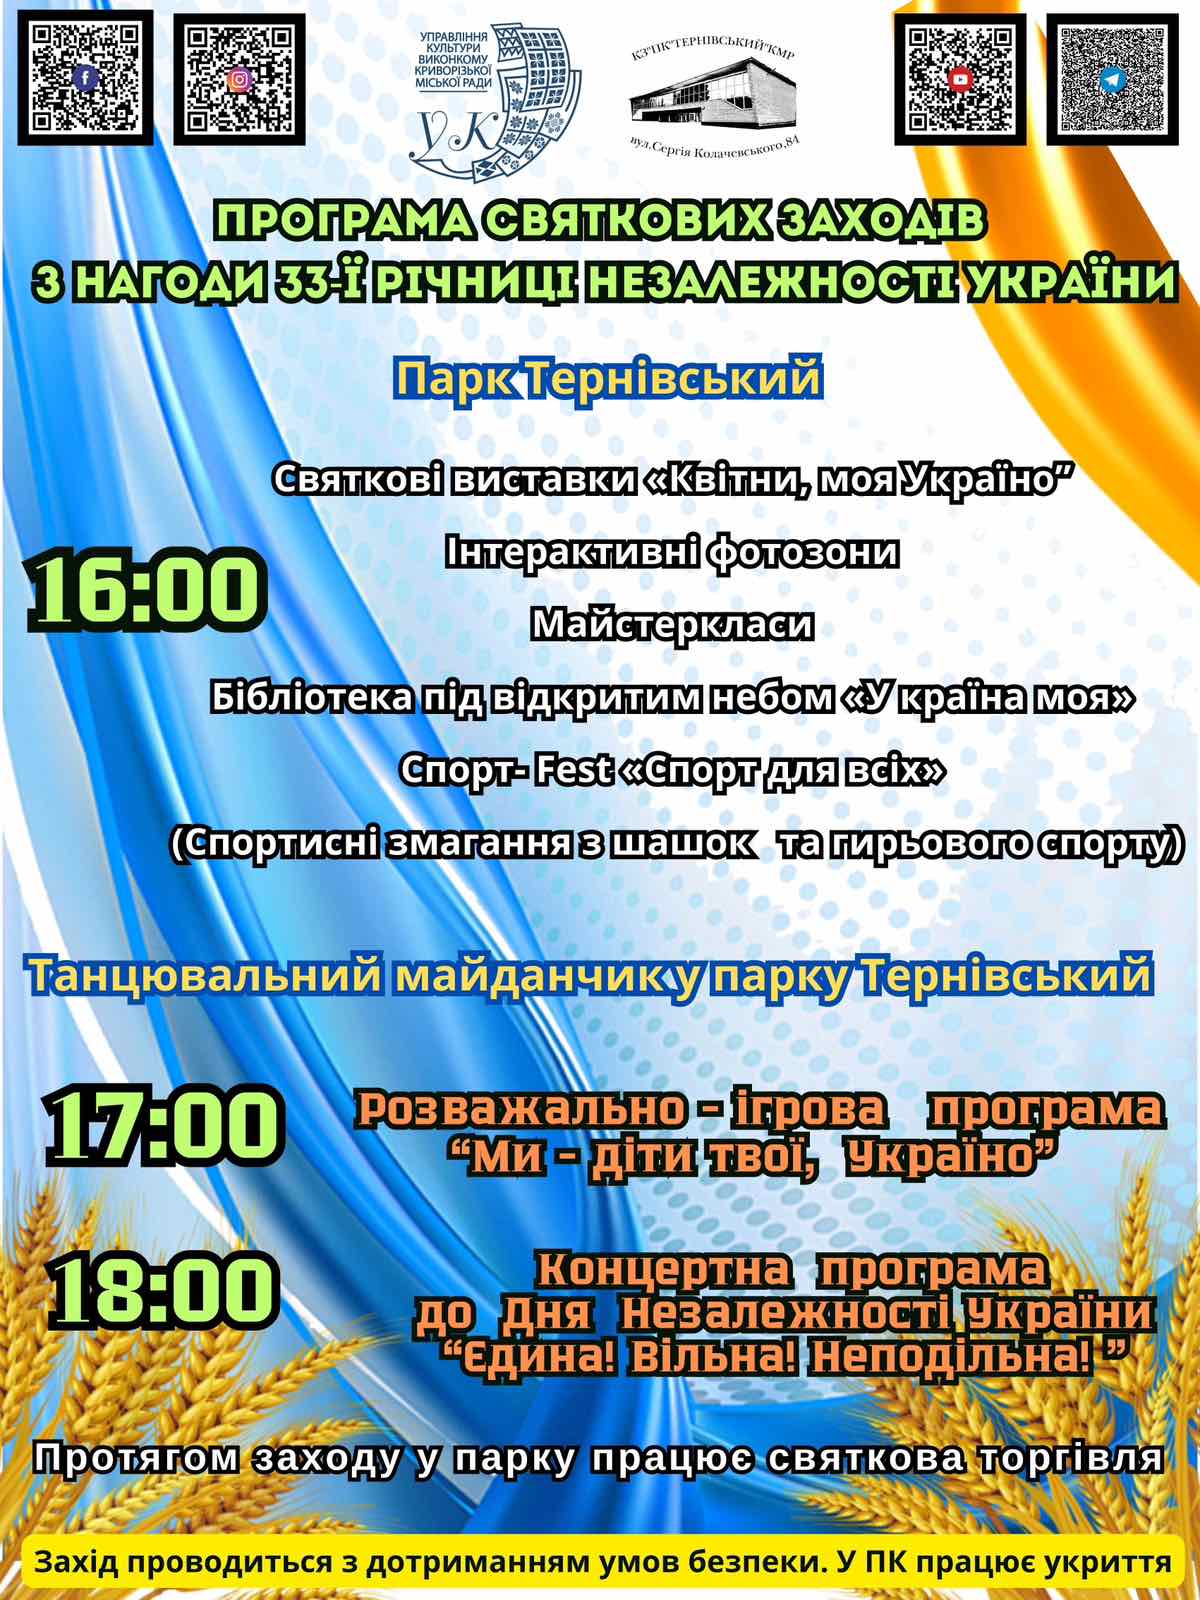 УПРАВЛІННЯ
КУЛЬТУРИ
ВИКОНКОМУ
КРИВОРІЗЬКОЇ
МІСЬКОЇ РАДИ
УК
КЗ"ПК"ТЕРНІВСЬКИЙ"КМР
вул.Сергія Колачевського,84
ПРОГРАМА СВЯТКОВИХ ЗАХОДІВ
З НАГОДИ 33-Ї РІЧНИЦІ НЕЗАЛЕЖНОСТІ УКРАЇНИ
Парк Тернівський
16:00
Святкові виставки «Квітни, моя Україно”
Інтерактивні фотозони
Майстеркласи
Бібліотека під відкритим небом «У країна моя»
Спорт- Fest «Спорт для всіх»
(Спортисні змагання з шашок та гирьового спорту)
Танцювальний майданчик у парку Тернівський
17:00
Розважально - ігрова програма
“Ми - діти твої, Україно”
18:00
Концертна програма
до Дня Незалежності України
“Єдина! Вільна! Неподільна! ”
Протягом заходу у парку працює святкова торгівля
Захід проводиться з дотриманням умов безпеки. У ПК працює укриття